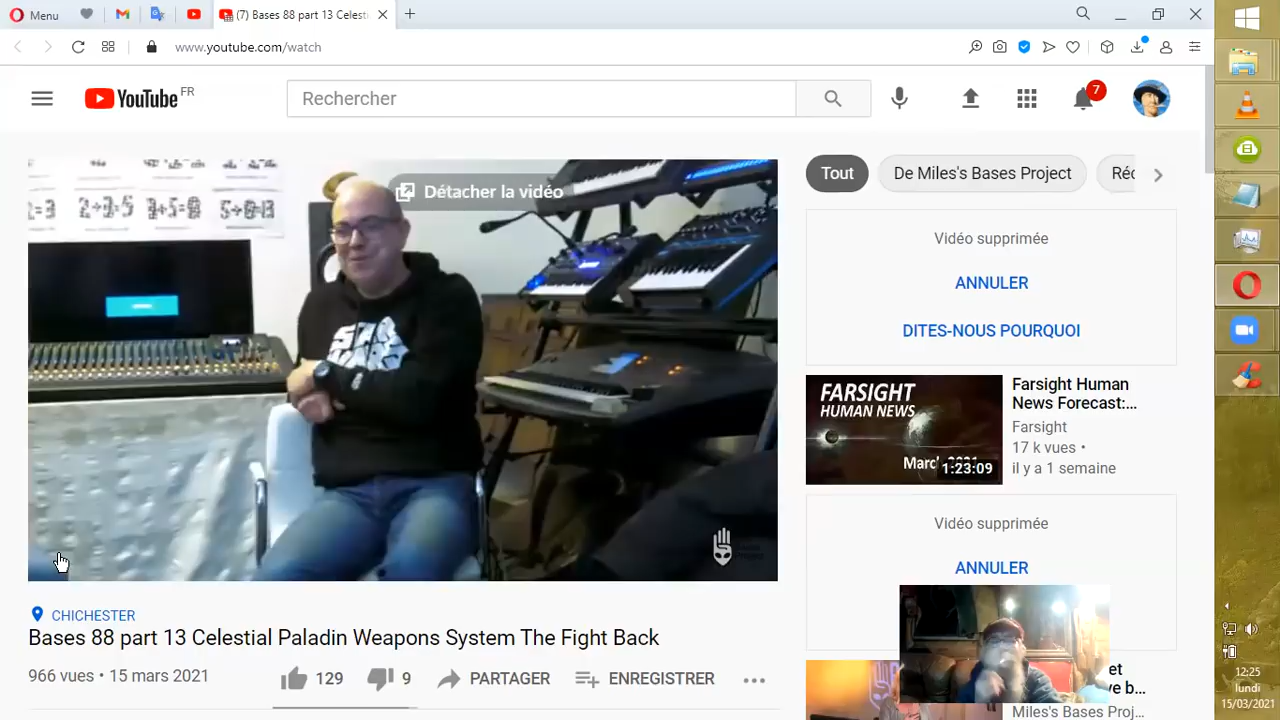 Menu
(7) Bases 88 part 13 Celesti
www.youtube.com/watch
YouTube FR
Rechercher
7
Détacher la vidéo
2+3=5 3+5=8 5+8=13
Tout
De Miles's Bases Project
Réc
Vidéo supprimée
ANNULER
DITES-NOUS POURQUOI
FARSIGHT
HUMAN NEWS
1:23:09
Farsight Human
News Forecast:...
Farsight
17 k vues •
il y a 1 semaine
Vidéo supprimée
ANNULER
et
ve b...
Miles's Bases Proj...
CHICHESTER
Bases 88 part 13 Celestial Paladin Weapons System The Fight Back
966 vues • 15 mars 2021
129
9
PARTAGER
ENREGISTRER
12:25
lundi
15/03/2021